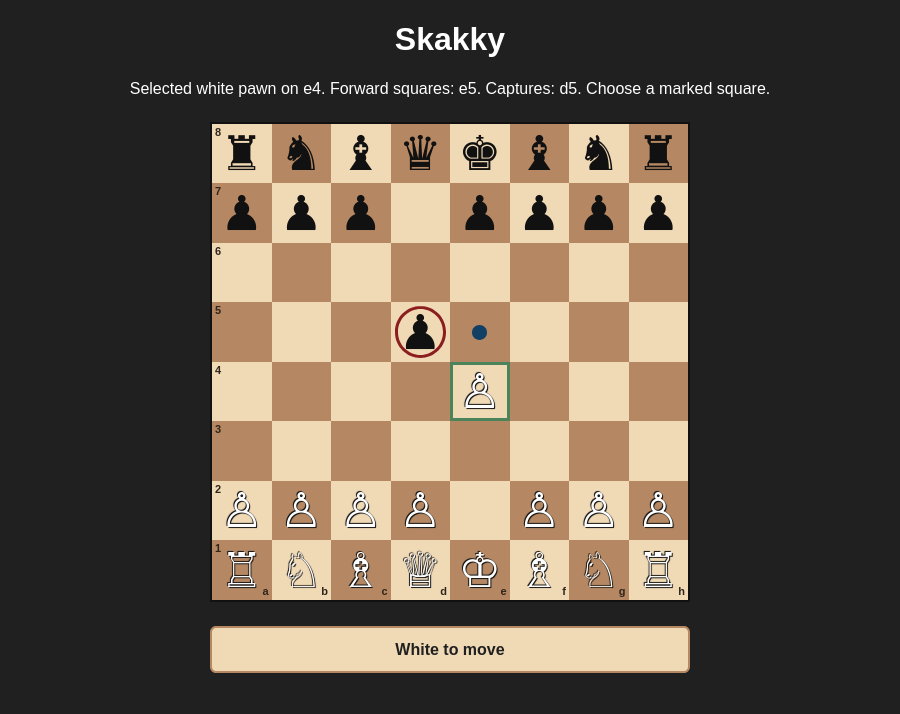 Skakky
Selected white pawn on e4. Forward squares: e5. Captures: d5. Choose a marked square.
8
7
6
5
4
3
2
1
a b c d e f g h
White to move